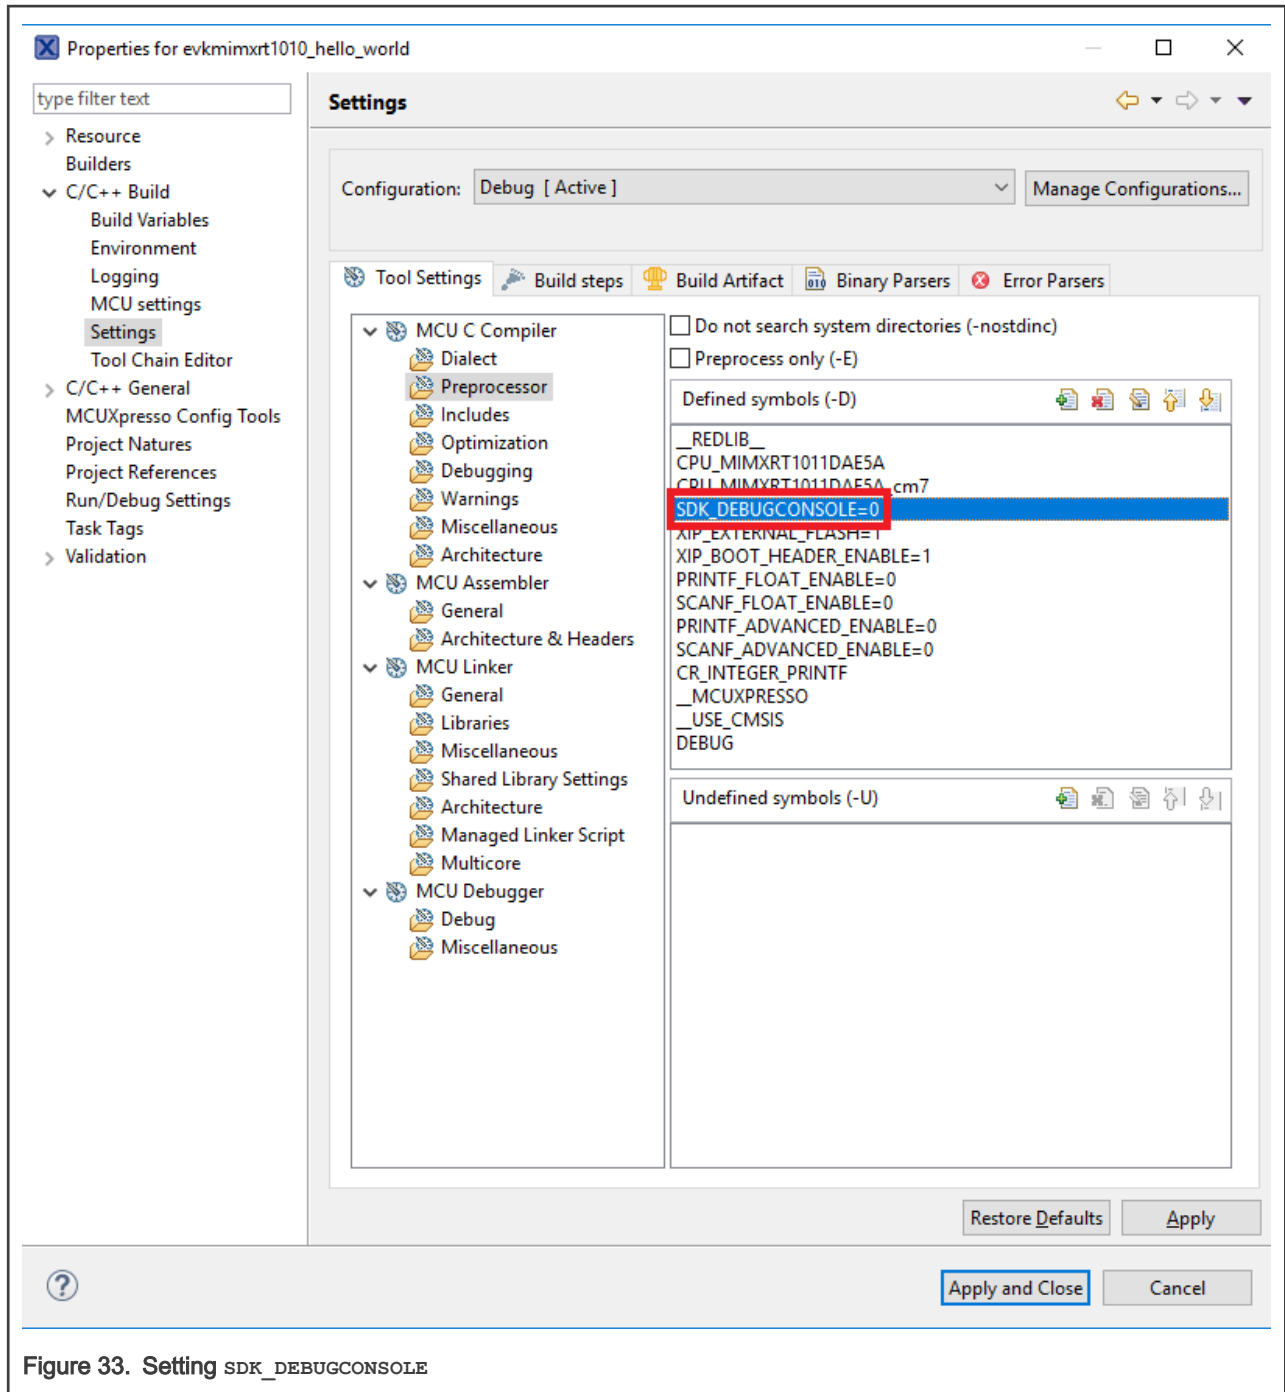 Properties for evkmimxrt1010_hello_world
type filter text
Resource
Builders
C/C++ Build
Build Variables
Environment
Logging
MCU settings
Settings
Tool Chain Editor
C/C++ General
MCUXpresso Config Tools
Project Natures
Project References
Run/Debug Settings
Task Tags
Validation
Settings
Configuration: Debug [ Active ] Manage Configurations...
Tool Settings Build steps Build Artifact Binary Parsers Error Parsers
MCU C Compiler
Dialect
Preprocessor
Includes
Optimization
Debugging
Warnings
Miscellaneous
Architecture
MCU Assembler
General
Architecture & Headers
MCU Linker
General
Libraries
Miscellaneous
Shared Library Settings
Architecture
Managed Linker Script
Multicore
MCU Debugger
Debug
Miscellaneous
Do not search system directories (-nostdinc)
Preprocess only (-E)
Defined symbols (-D)
__REDLIB__
CPU_MIMXRT1011DAE5A
CPU_MIMXRT1011DAE5A_cm7
SDK_DEBUGCONSOLE=0
XIP_EXTERNAL_FLASH=1
XIP_BOOT_HEADER_ENABLE=1
PRINTF_FLOAT_ENABLE=0
SCANF_FLOAT_ENABLE=0
PRINTF_ADVANCED_ENABLE=0
SCANF_ADVANCED_ENABLE=0
CR_INTEGER_PRINTF
__MCUXPRESSO
__USE_CMSIS
DEBUG
Undefined symbols (-U)
Restore Defaults Apply
Apply and Close Cancel
Figure 33. Setting SDK_DEBUGCONSOLE